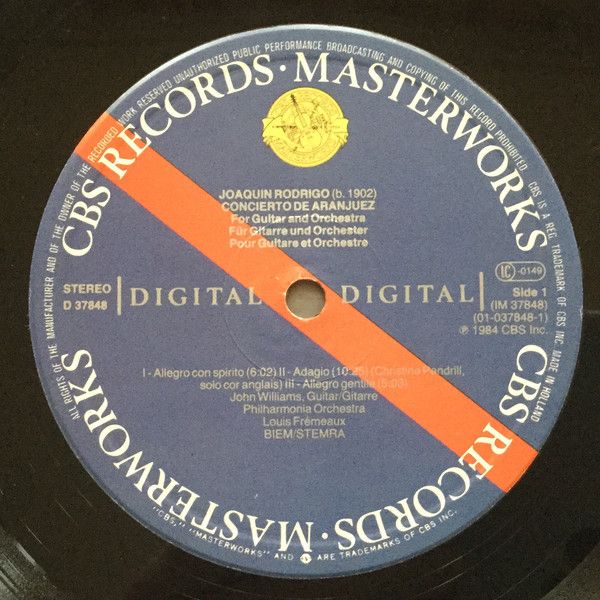 ALL RIGHTS OF THE MANUFACTURER AND OF THE OWNER OF THE RECORDED WORK RESERVED UNAUTHORIZED PUBLIC PERFORMANCE BROADCASTING AND COPYING OF THIS RECORD PROHIBITED. CBS IS A REG. TRADEMARK OF CBS INC. MADE IN HOLLAND
CBS RECORDS · MASTERWORKS
JOAQUIN RODRIGO (b. 1902)
CONCIERTO DE ARANJUEZ
For Guitar and Orchestra
Für Gitarre und Orchester
Pour Guitare et Orchestre
STEREO
D 37848
DIGITAL
DIGITAL
LC -0149
Side 1
(IM 37848)
(01-037848-1)
℗ 1984 CBS Inc.
I - Allegro con spirito (6:02) II - Adagio (10:25) (Christine Pendrill,
solo cor anglais) III - Allegro gentile (5:03)
John Williams, Guitar/Gitarre
Philharmonia Orchestra
Louis Frémeaux
BIEM/STEMRA
CBS RECORDS · MASTERWORKS
"CBS," "MASTERWORKS" AND ARE TRADEMARKS OF CBS INC.